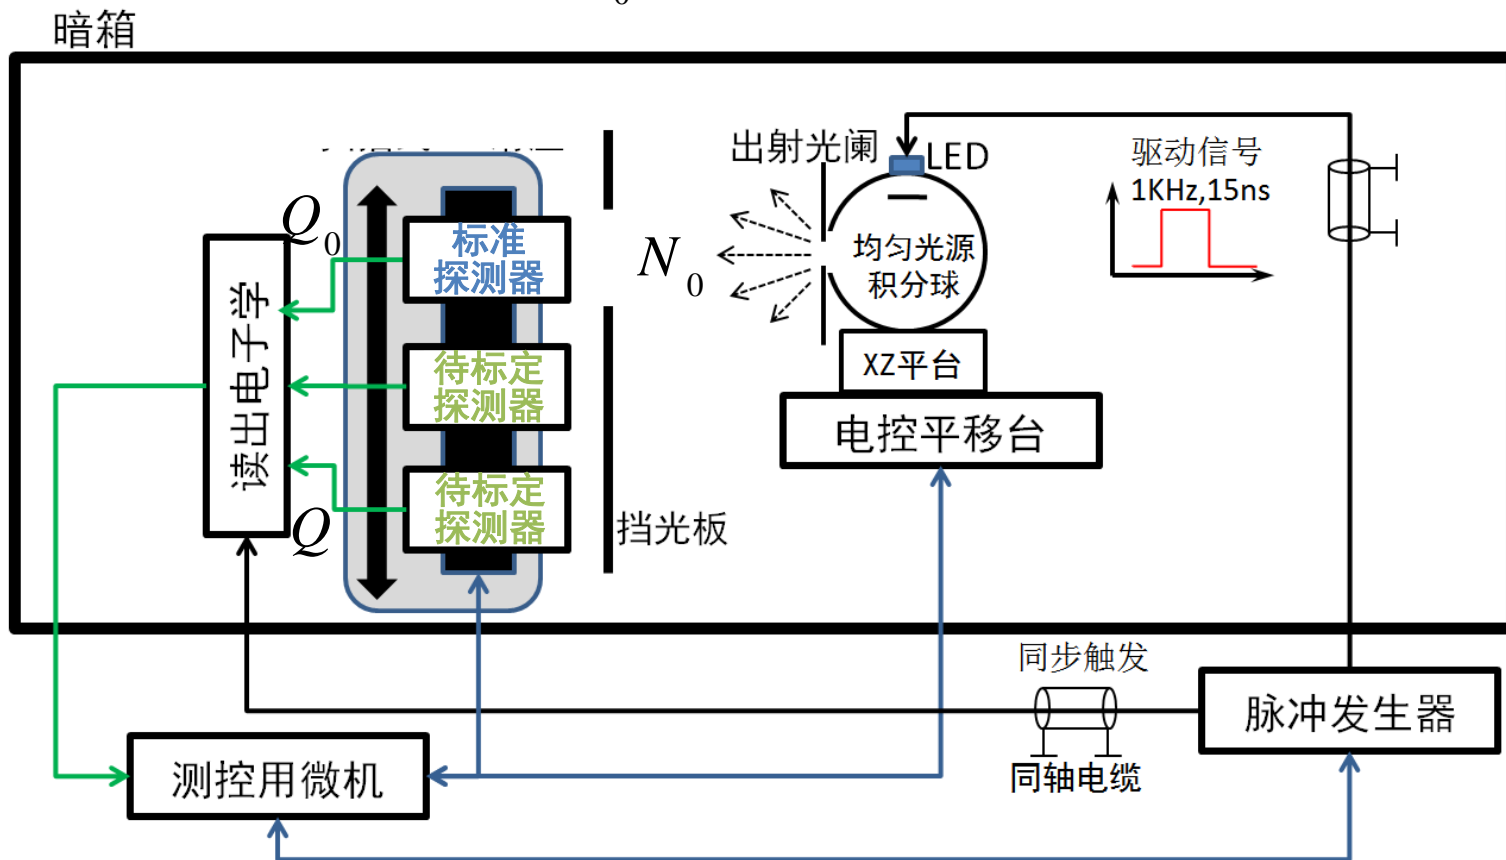 0
暗箱
出射光阑
LED
驱动信号
1KHz,15ns
Q0
标准
探测器
N0
均匀光源
积分球
读出电子学
待标定
探测器
XZ平台
电控平移台
待标定
探测器
Q
挡光板
同步触发
脉冲发生器
测控用微机
同轴电缆